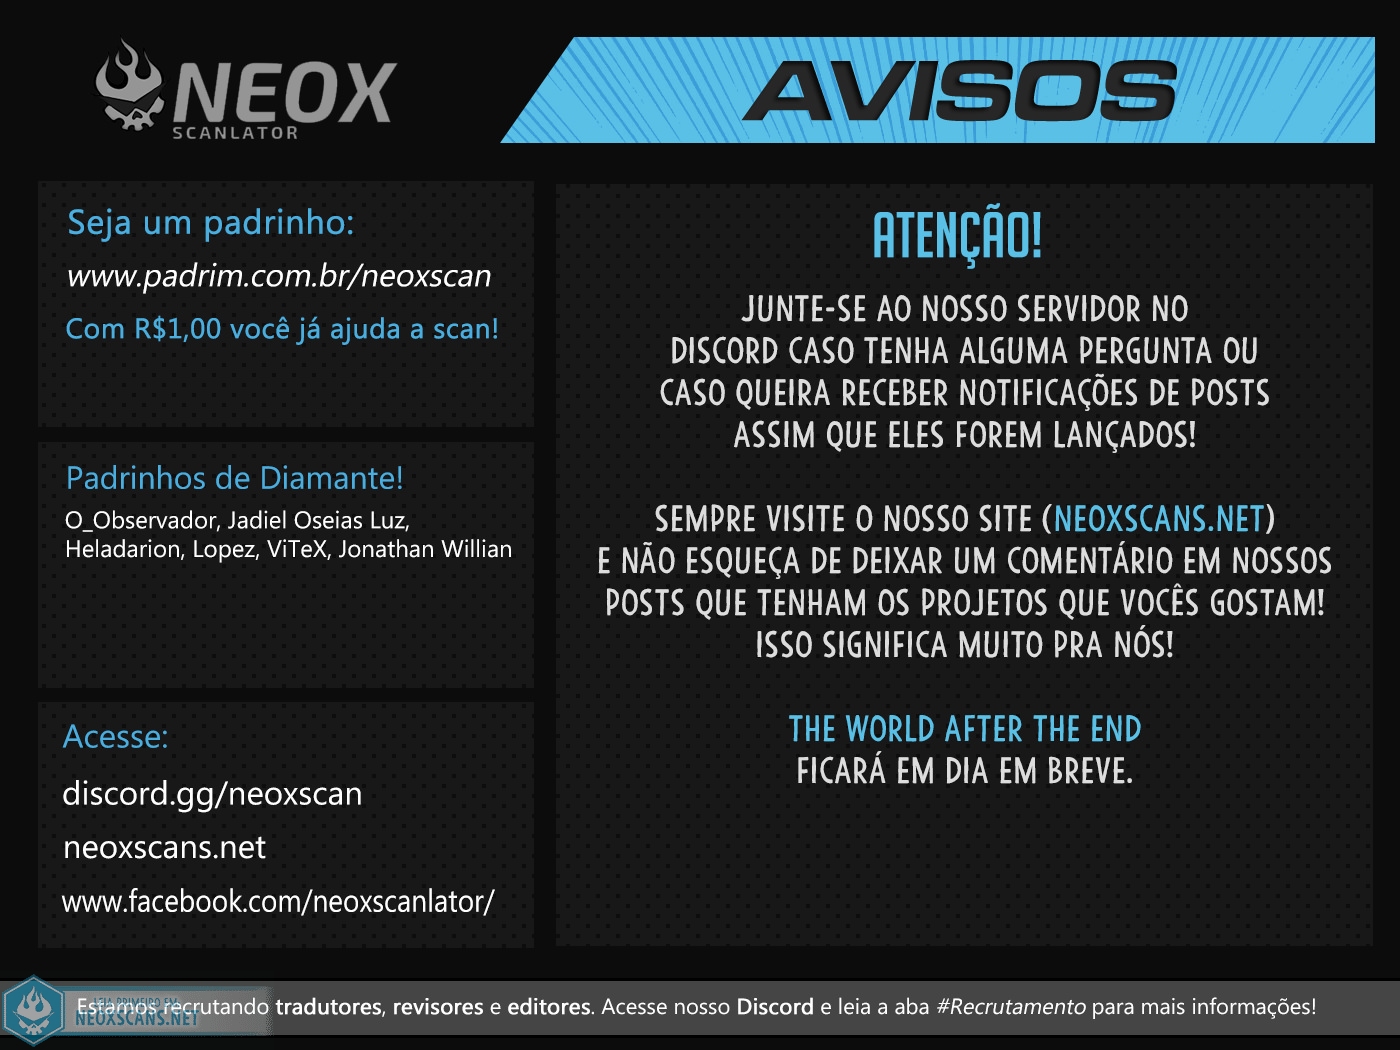 NEOX
SCANLATOR
AVISOS
Seja um padrinho:
www.padrim.com.br/neoxscan
Com R$1,00 você já ajuda a scan!
Padrinhos de Diamante!
O_Observador, Jadiel Oseias Luz,
Heladarion, Lopez, ViTeX, Jonathan Willian
Acesse:
discord.gg/neoxscan
neoxscans.net
www.facebook.com/neoxscanlator/
ATENÇÃO!
JUNTE-SE AO NOSSO SERVIDOR NO
DISCORD CASO TENHA ALGUMA PERGUNTA OU
CASO QUEIRA RECEBER NOTIFICAÇÕES DE POSTS
ASSIM QUE ELES FOREM LANÇADOS!
SEMPRE VISITE O NOSSO SITE (NEOXSCANS.NET)
E NÃO ESQUEÇA DE DEIXAR UM COMENTÁRIO EM NOSSOS
POSTS QUE TENHAM OS PROJETOS QUE VOCÊS GOSTAM!
ISSO SIGNIFICA MUITO PRA NÓS!
THE WORLD AFTER THE END
FICARÁ EM DIA EM BREVE.
Estamos recrutando tradutores, revisores e editores. Acesse nosso Discord e leia a aba #Recrutamento para mais informações!
LEIA PRIMEIRO EM
NEOXSCANS.NET